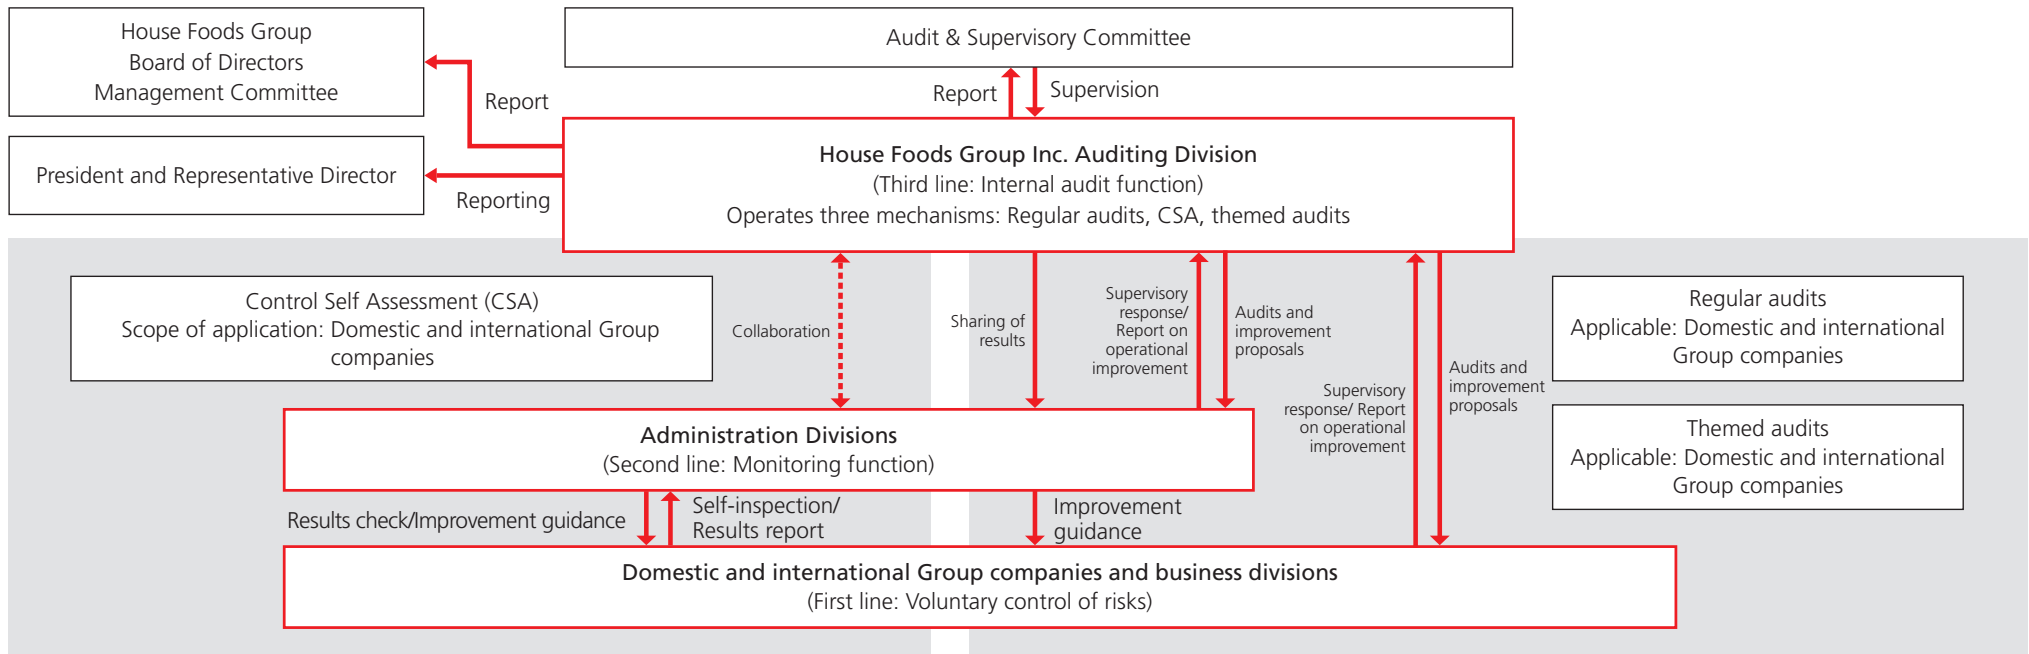 House Foods Group
Board of Directors
Management Committee
Audit & Supervisory Committee
Report
Report
Supervision
President and Representative Director
Reporting
House Foods Group Inc. Auditing Division
(Third line: Internal audit function)
Operates three mechanisms: Regular audits, CSA, themed audits
Control Self Assessment (CSA)
Scope of application: Domestic and international Group
companies
Collaboration
Sharing of
results
Supervisory
response/
Report on
operational
improvement
Audits and
improvement
proposals
Supervisory
response/ Report
on operational
improvement
Audits and
improvement
proposals
Regular audits
Applicable: Domestic and international
Group companies
Themed audits
Applicable: Domestic and international
Group companies
Administration Divisions
(Second line: Monitoring function)
Results check/Improvement guidance
Self-inspection/
Results report
Improvement
guidance
Domestic and international Group companies and business divisions
(First line: Voluntary control of risks)